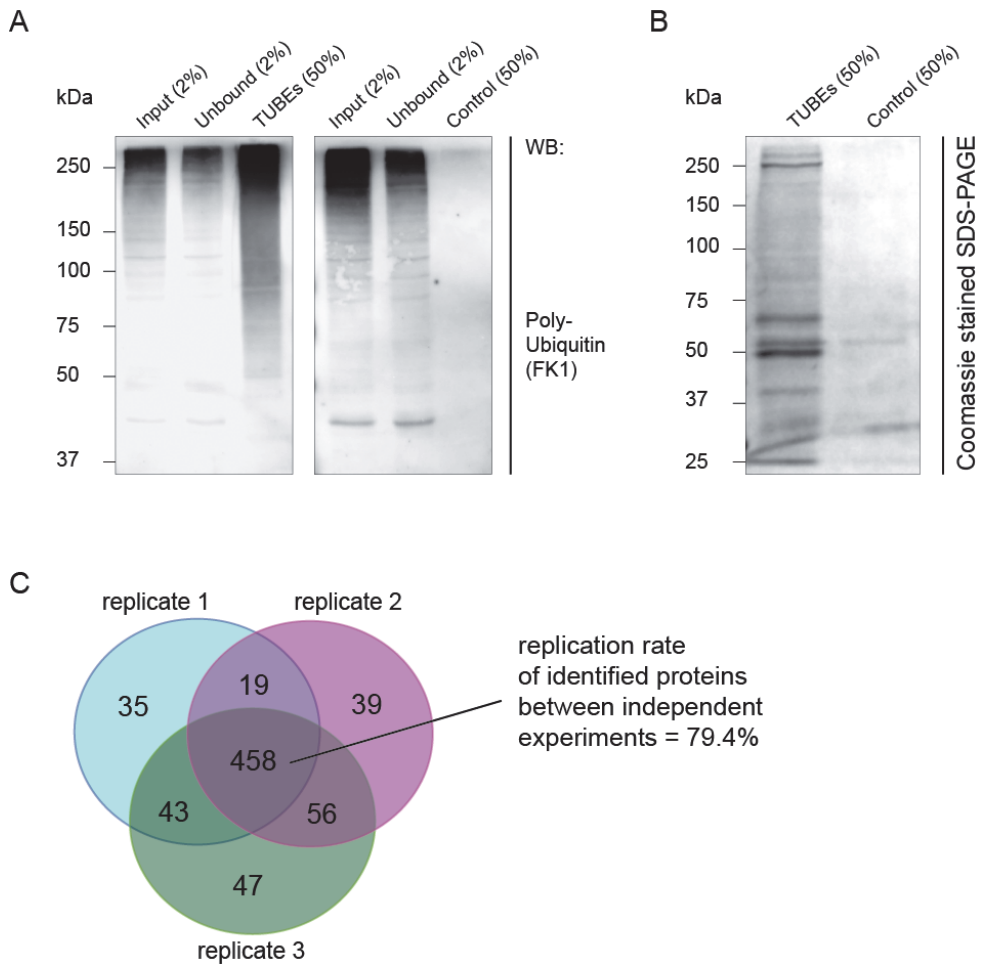 A
kDa
Input (2%)
Unbound (2%)
TUBEs (50%)
Input (2%)
Unbound (2%)
Control (50%)
250
150
100
75
50
37
WB:
Poly-
Ubiquitin
(FK1)
B
kDa
TUBEs (50%)
Control (50%)
250
150
100
75
50
37
25
Coomassie stained SDS-PAGE
C
replicate 1
replicate 2
35
19
39
458
43
56
47
replicate 3
replication rate
of identified proteins
between independent
experiments = 79.4%